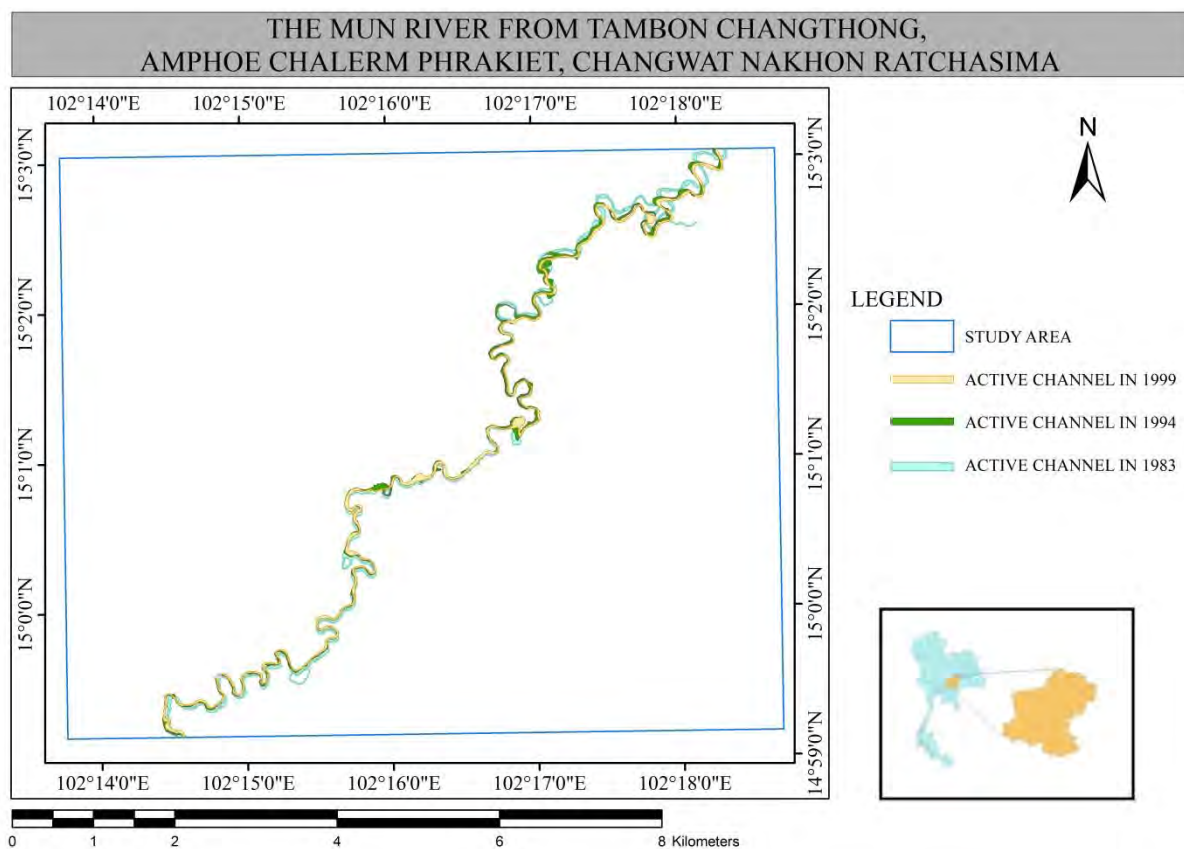 THE MUN RIVER FROM TAMBON CHANGTHONG,
AMPHOE CHALERM PHRAKIET, CHANGWAT NAKHON RATCHASIMA
102°14'0"E 102°15'0"E 102°16'0"E 102°17'0"E 102°18'0"E
15°3'0"N
15°2'0"N
15°1'0"N
15°0'0"N
15°3'0"N
15°2'0"N
15°1'0"N
15°0'0"N
14°59'0"N
102°14'0"E 102°15'0"E 102°16'0"E 102°17'0"E 102°18'0"E
N
LEGEND
STUDY AREA
ACTIVE CHANNEL IN 1999
ACTIVE CHANNEL IN 1994
ACTIVE CHANNEL IN 1983
0 1 2 4 6 8 Kilometers